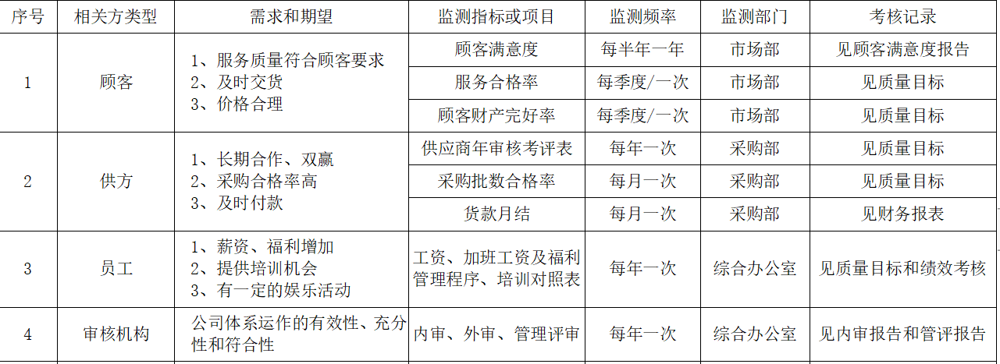 序号 相关方类型 需求和期望 监测指标或项目 监测频率 监测部门 考核记录
1 顾客
1、服务质量符合顾客要求
2、及时交货
3、价格合理
顾客满意度 每半年一年 市场部 见顾客满意度报告
服务合格率 每季度/一次 市场部 见质量目标
顾客财产完好率 每季度/一次 市场部 见质量目标
2 供方
1、长期合作、双赢
2、采购合格率高
3、及时付款
供应商年审核考评表 每年一次 采购部 见质量目标
采购批数合格率 每月一次 采购部 见质量目标
货款月结 每月一次 采购部 见财务报表
3 员工
1、薪资、福利增加
2、提供培训机会
3、有一定的娱乐活动
工资、加班工资及福利
管理程序、培训对照表
每年一次 综合办公室 见质量目标和绩效考核
4 审核机构
公司体系运作的有效性、充分
性和符合性
内审、外审、管理评审 每年一次 综合办公室 见内审报告和管评报告